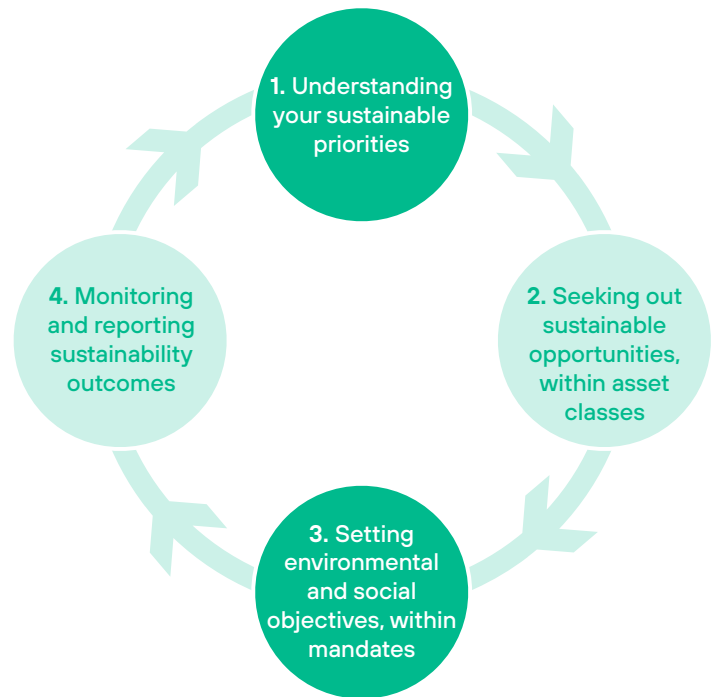 1. Understanding
your sustainable
priorities
2. Seeking out
sustainable
opportunities,
within asset
classes
3. Setting
environmental
and social
objectives, within
mandates
4. Monitoring
and reporting
sustainability
outcomes